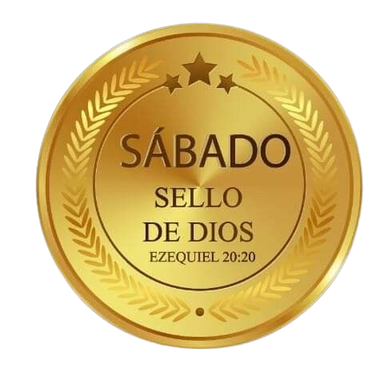 SÁBADO
SELLO
DE DIOS
EZEQUIEL 20:20